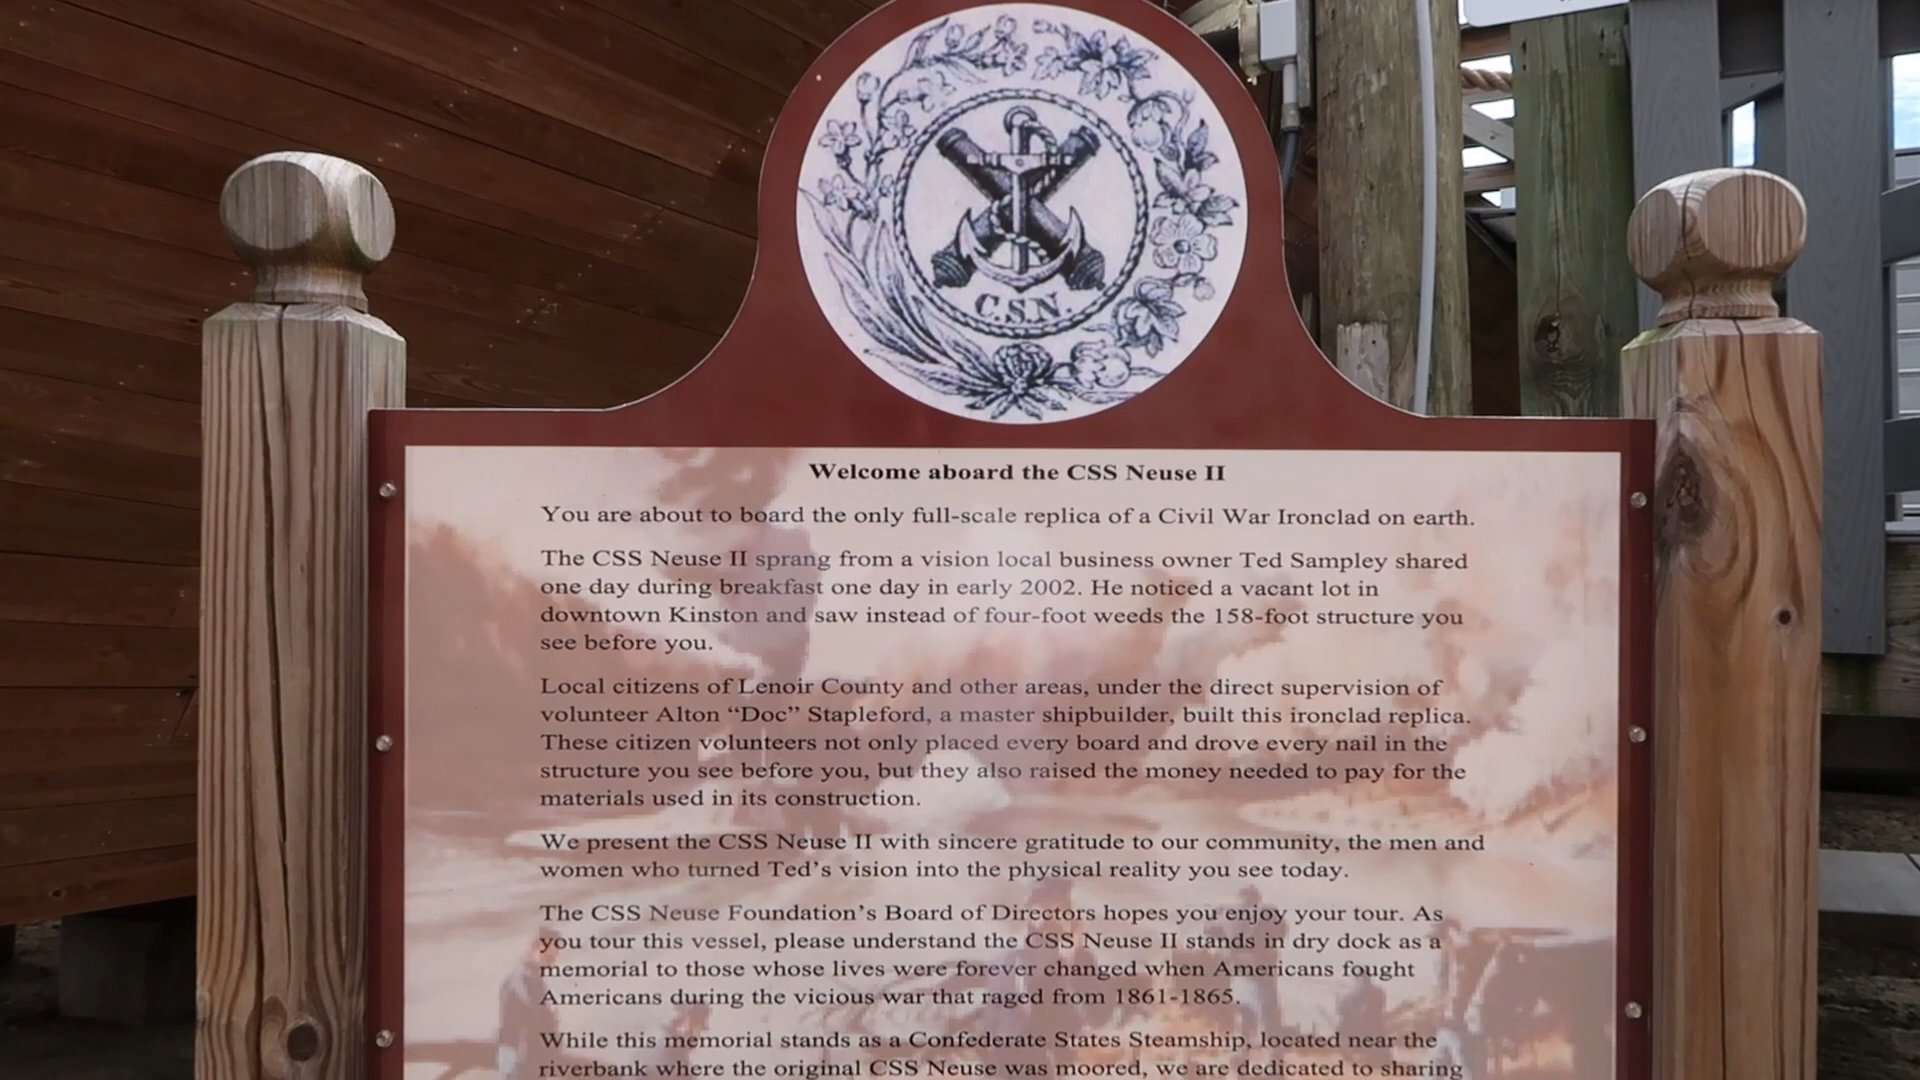 C.S.N.
Welcome aboard the CSS Neuse II
You are about to board the only full-scale replica of a Civil War Ironclad on earth.
The CSS Neuse II sprang from a vision local business owner Ted Sampley shared
one day during breakfast one day in early 2002. He noticed a vacant lot in
downtown Kinston and saw instead of four-foot weeds the 158-foot structure you
see before you.
Local citizens of Lenoir County and other areas, under the direct supervision of
volunteer Alton “Doc” Stapleford, a master shipbuilder, built this ironclad replica.
These citizen volunteers not only placed every board and drove every nail in the
structure you see before you, but they also raised the money needed to pay for the
materials used in its construction.
We present the CSS Neuse II with sincere gratitude to our community, the men and
women who turned Ted’s vision into the physical reality you see today.
The CSS Neuse Foundation’s Board of Directors hopes you enjoy your tour. As
you tour this vessel, please understand the CSS Neuse II stands in dry dock as a
memorial to those whose lives were forever changed when Americans fought
Americans during the vicious war that raged from 1861-1865.
While this memorial stands as a Confederate States Steamship, located near the
riverbank where the original CSS Neuse was moored, we are dedicated to sharing